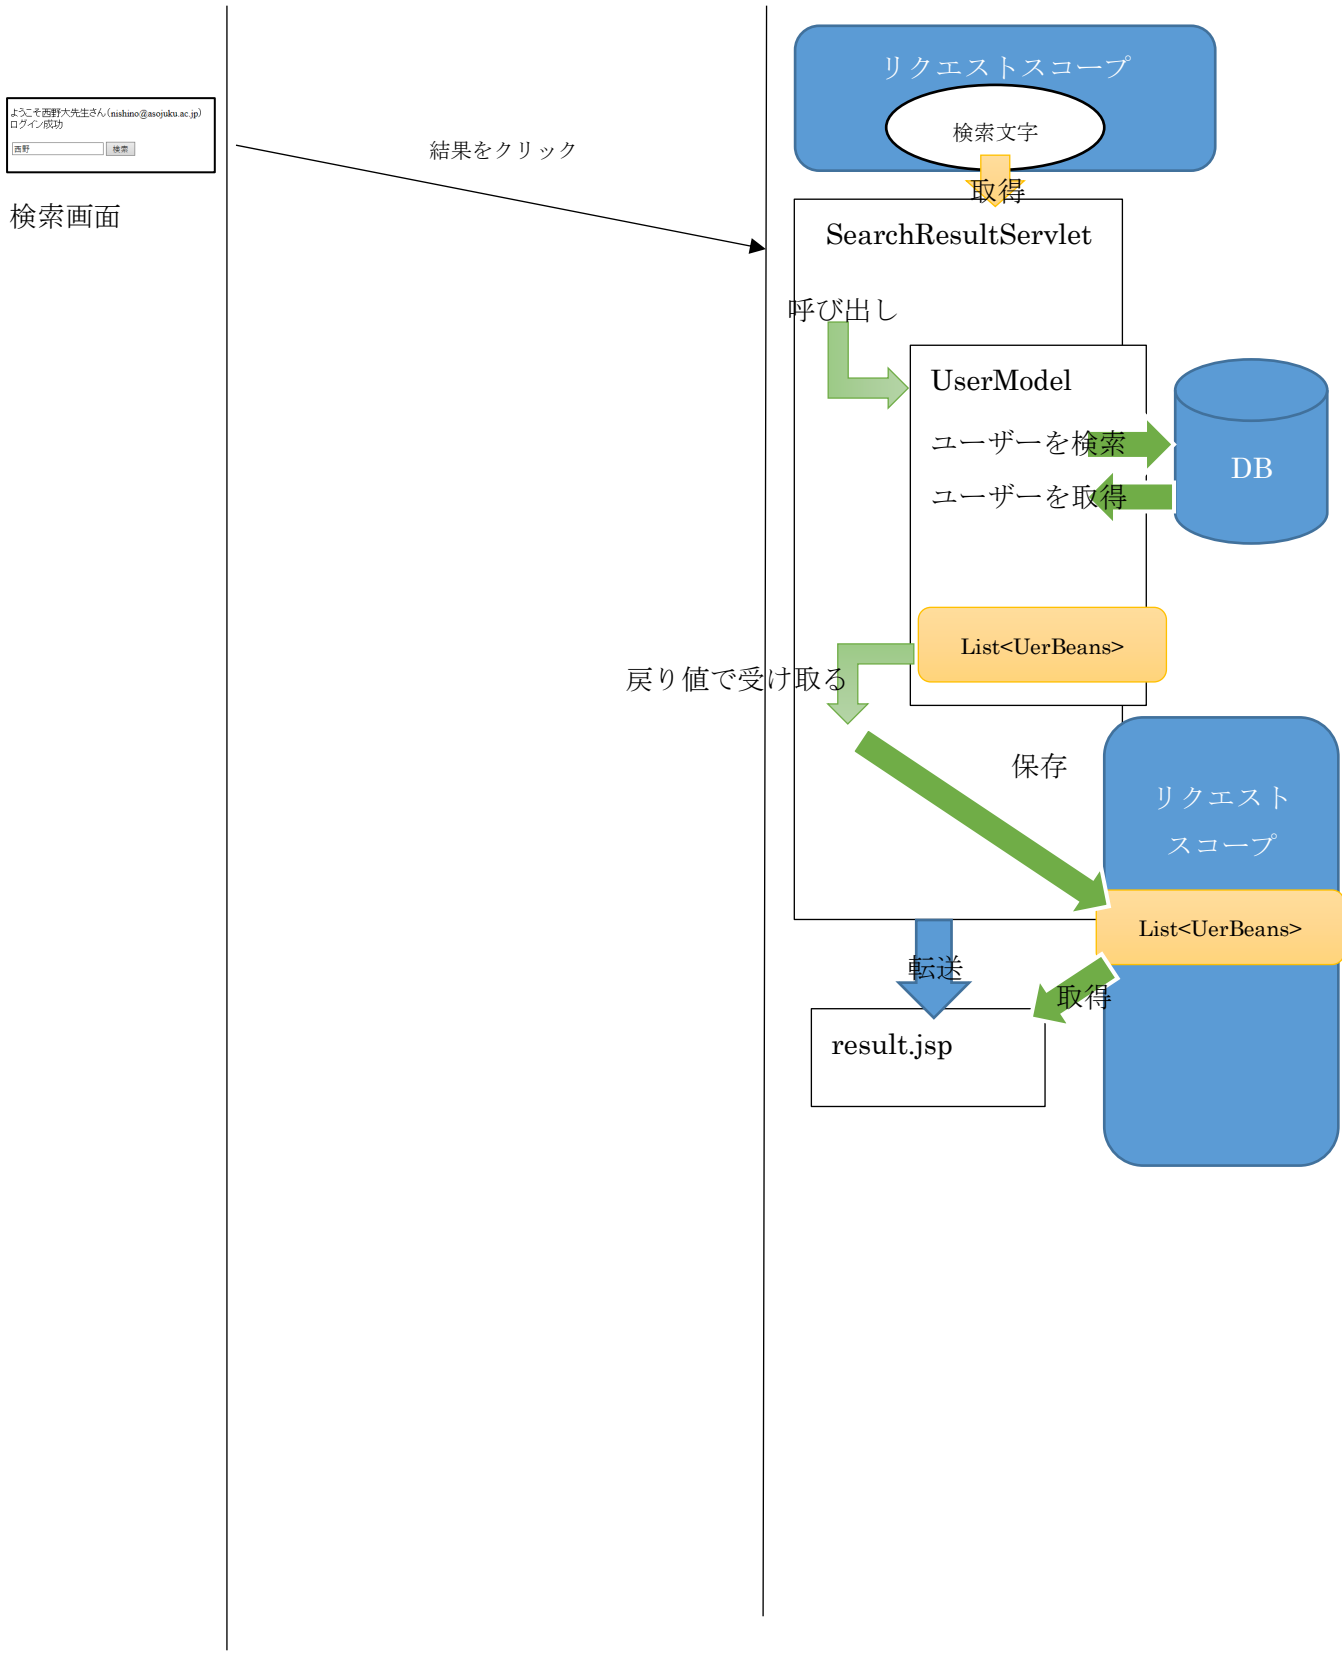 ようこそ西野大先生さん(nishino@asojuku.ac.jp)
ログイン成功
西野 検索
検索画面
結果をクリック
リクエストスコープ
検索文字
取得
SearchResultServlet
呼び出し
UserModel
ユーザーを検索
ユーザーを取得
DB
List<UerBeans>
戻り値で受け取る
保存
リクエスト
スコープ
List<UerBeans>
転送
取得
result.jsp